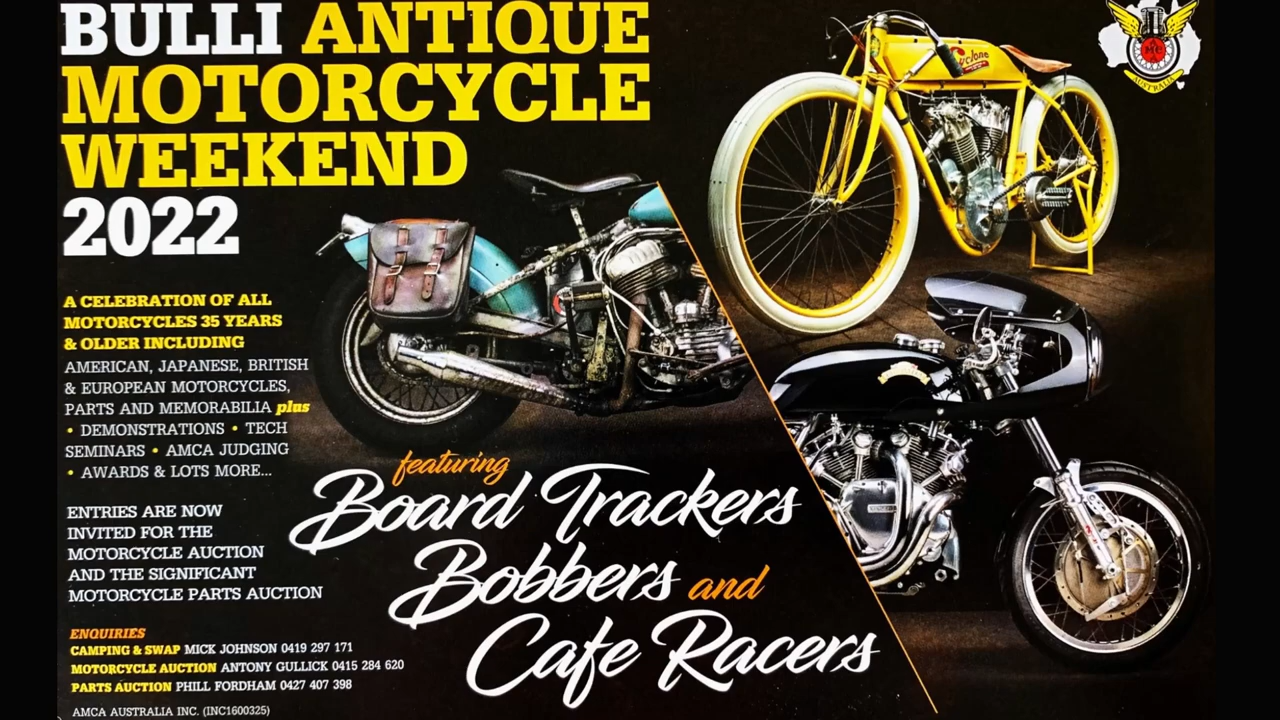 BULLI ANTIQUE
MOTORCYCLE
WEEKEND
2022
A CELEBRATION OF ALL
MOTORCYCLES 35 YEARS
& OLDER INCLUDING
AMERICAN, JAPANESE, BRITISH
& EUROPEAN MOTORCYCLES,
PARTS AND MEMORABILIA plus
• DEMONSTRATIONS • TECH
SEMINARS • AMCA JUDGING
• AWARDS & LOTS MORE...
ENTRIES ARE NOW
INVITED FOR THE
MOTORCYCLE AUCTION
AND THE SIGNIFICANT
MOTORCYCLE PARTS AUCTION
ENQUIRIES
CAMPING & SWAP MICK JOHNSON 0419 297 171
MOTORCYCLE AUCTION ANTONY GULLICK 0415 284 620
PARTS AUCTION PHILL FORDHAM 0427 407 398
AMCA AUSTRALIA INC. (INC1600325)
featuring
Board Trackers
Bobbers and
Cafe Racers
Cyclone
AUSTRALIA